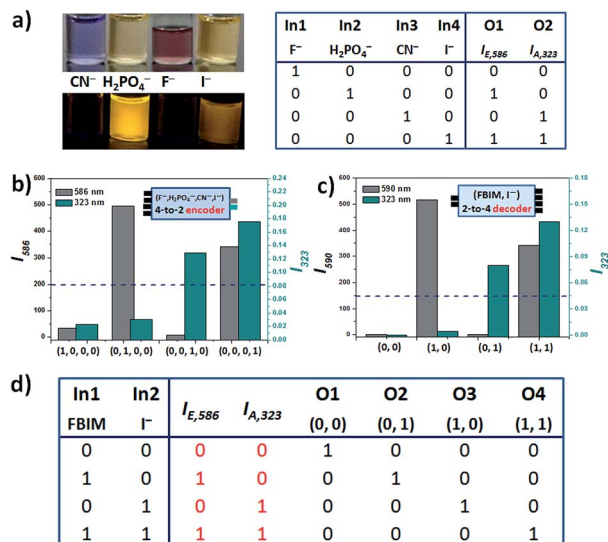 a)
CN⁻ H₂PO₄⁻ F⁻ I⁻
In1 In2 In3 In4 O1 O2
F⁻ H₂PO₄⁻ CN⁻ I⁻ I_E,586 I_A,323
1 0 0 0 0 0
0 1 0 0 1 0
0 0 1 0 0 1
0 0 0 1 1 1
b)
600
500
400
300
200
100
0
I₅₈₆
586 nm
323 nm
(F⁻,H₂PO₄⁻,CN⁻,I⁻)
4-to-2 encoder
0.24
0.22
0.20
0.18
0.16
0.14
0.12
0.10
0.08
0.06
0.04
0.02
0.00
I₃₂₃
(1,0,0,0) (0,1,0,0) (0,0,1,0) (0,0,0,1)
c)
600
500
400
300
200
100
0
I₅₉₀
590 nm
323 nm
(FBIM, I⁻)
2-to-4 decoder
0.18
0.15
0.12
0.09
0.06
0.03
0.00
I₃₂₃
(0,0) (1,0) (0,1) (1,1)
d)
In1 In2 I_E,586 I_A,323 O1 O2 O3 O4
FBIM I⁻ (0, 0) (0, 1) (1, 0) (1, 1)
0 0 0 0 1 0 0 0
1 0 1 0 0 1 0 0
0 1 0 1 0 0 1 0
1 1 1 1 0 0 0 1